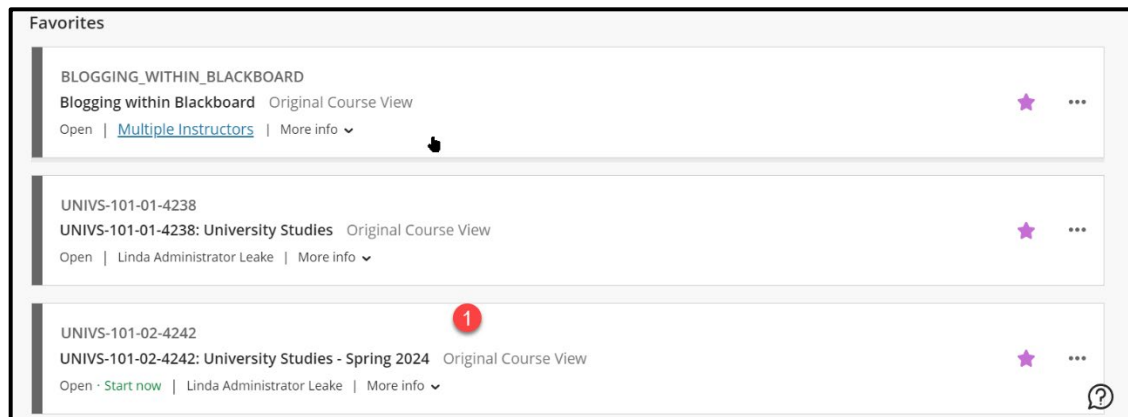 Favorites
BLOGGING_WITHIN_BLACKBOARD
Blogging within Blackboard Original Course View
Open | Multiple Instructors | More info
UNIVS-101-01-4238
UNIVS-101-01-4238: University Studies Original Course View
Open | Linda Administrator Leake | More info
1
UNIVS-101-02-4242
UNIVS-101-02-4242: University Studies - Spring 2024 Original Course View
Open · Start now | Linda Administrator Leake | More info